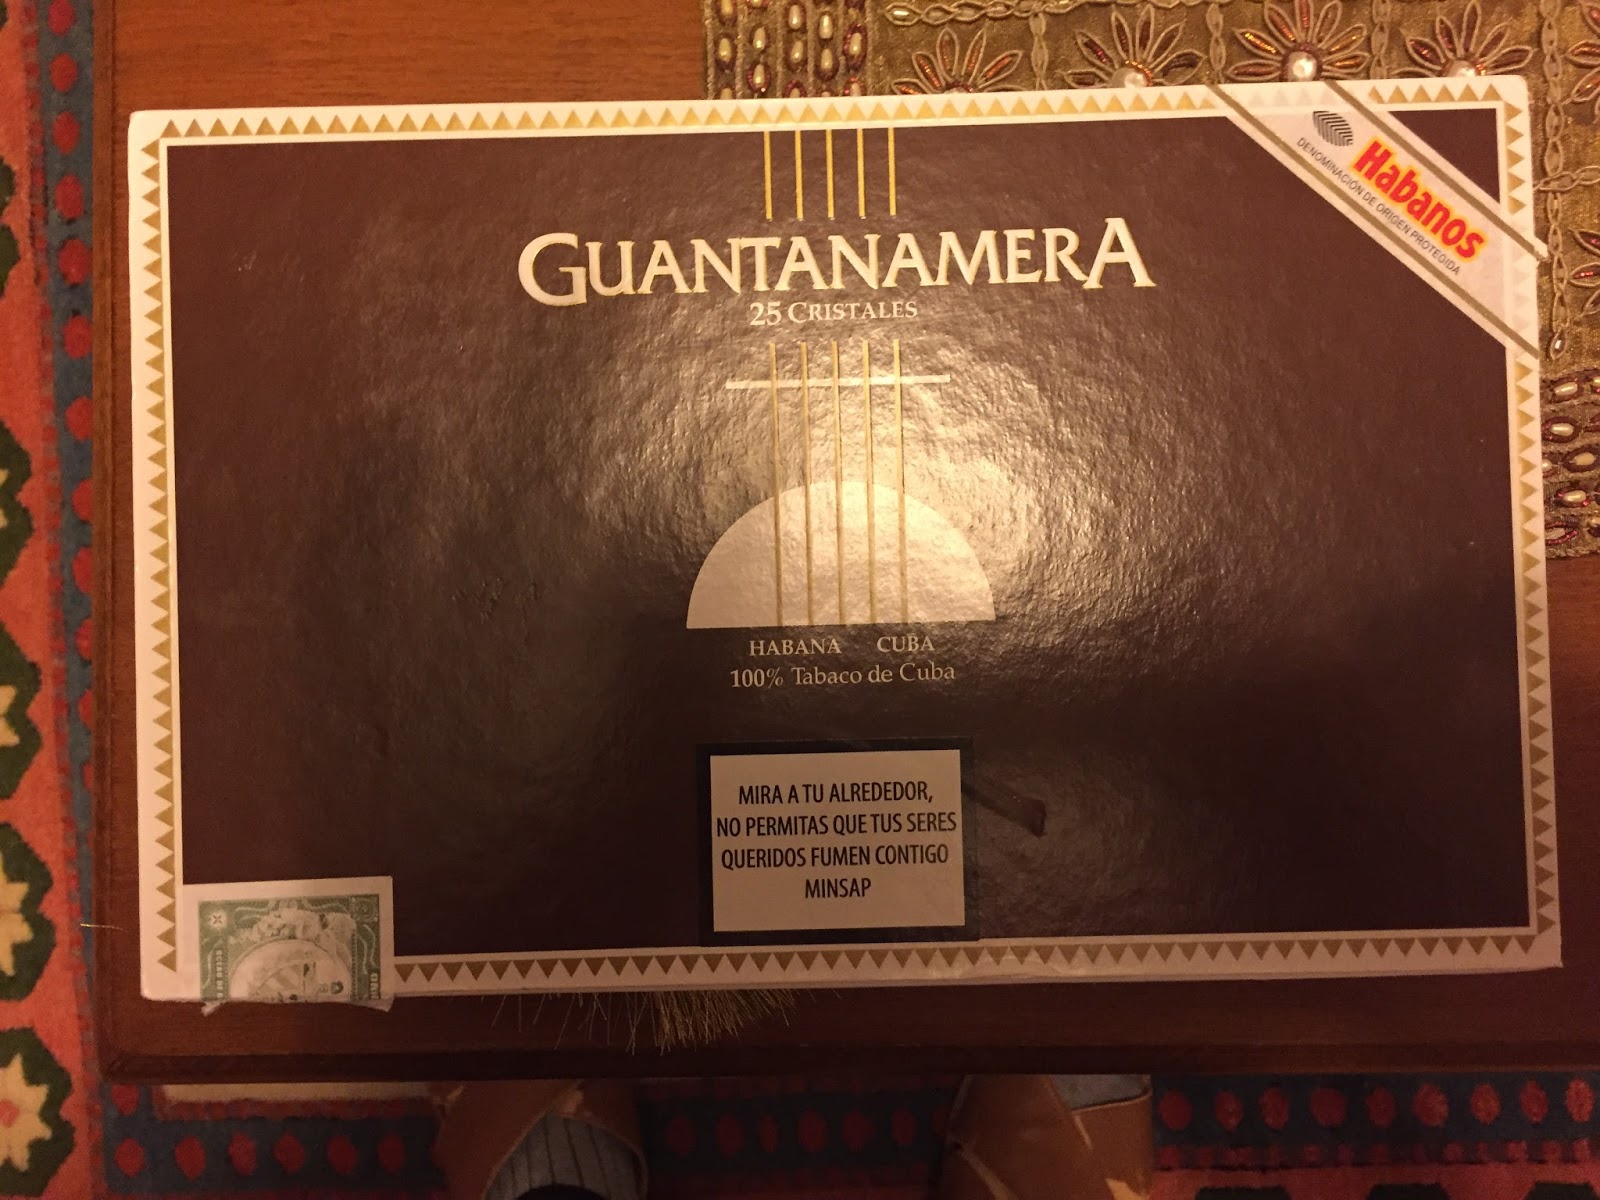 Habanos
DENOMINACIÓN DE ORIGEN PROTEGIDA
GUANTANAMERA
25 CRISTALES
HABANA CUBA
100% Tabaco de Cuba
MIRA A TU ALREDEDOR,
NO PERMITAS QUE TUS SERES
QUERIDOS FUMEN CONTIGO
MINSAP